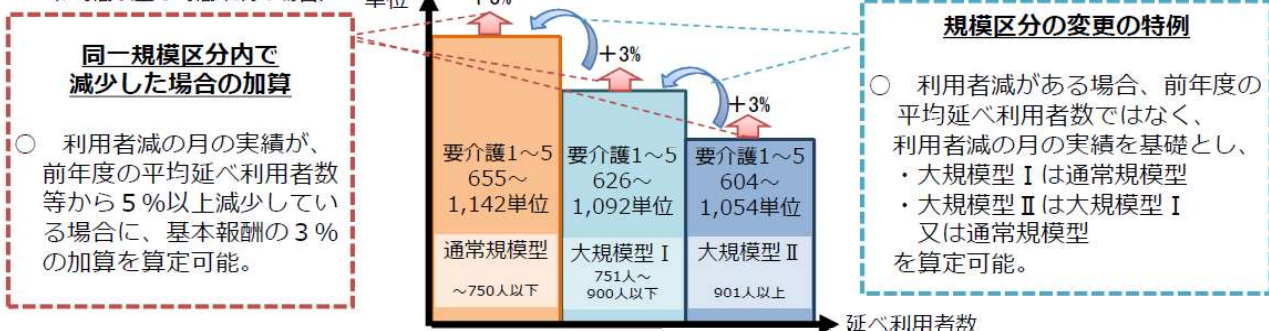 単位
同一規模区分内で
減少した場合の加算
○ 利用者減の月の実績が、
前年度の平均延べ利用者数
等から５％以上減少してい
る場合に、基本報酬の３％
の加算を算定可能。
+3%
+3%
要介護1～5
655～
1,142単位
通常規模型
～750人以下
要介護1～5
626～
1,092単位
大規模型Ⅰ
751人～
900人以下
要介護1～5
604～
1,054単位
大規模型Ⅱ
901人以上
延べ利用者数
規模区分の変更の特例
○ 利用者減がある場合、前年度の
平均延べ利用者数ではなく、
利用者減の月の実績を基礎とし、
・大規模型Ⅰは通常規模型
・大規模型Ⅱは大規模型Ⅰ
又は通常規模型
を算定可能。